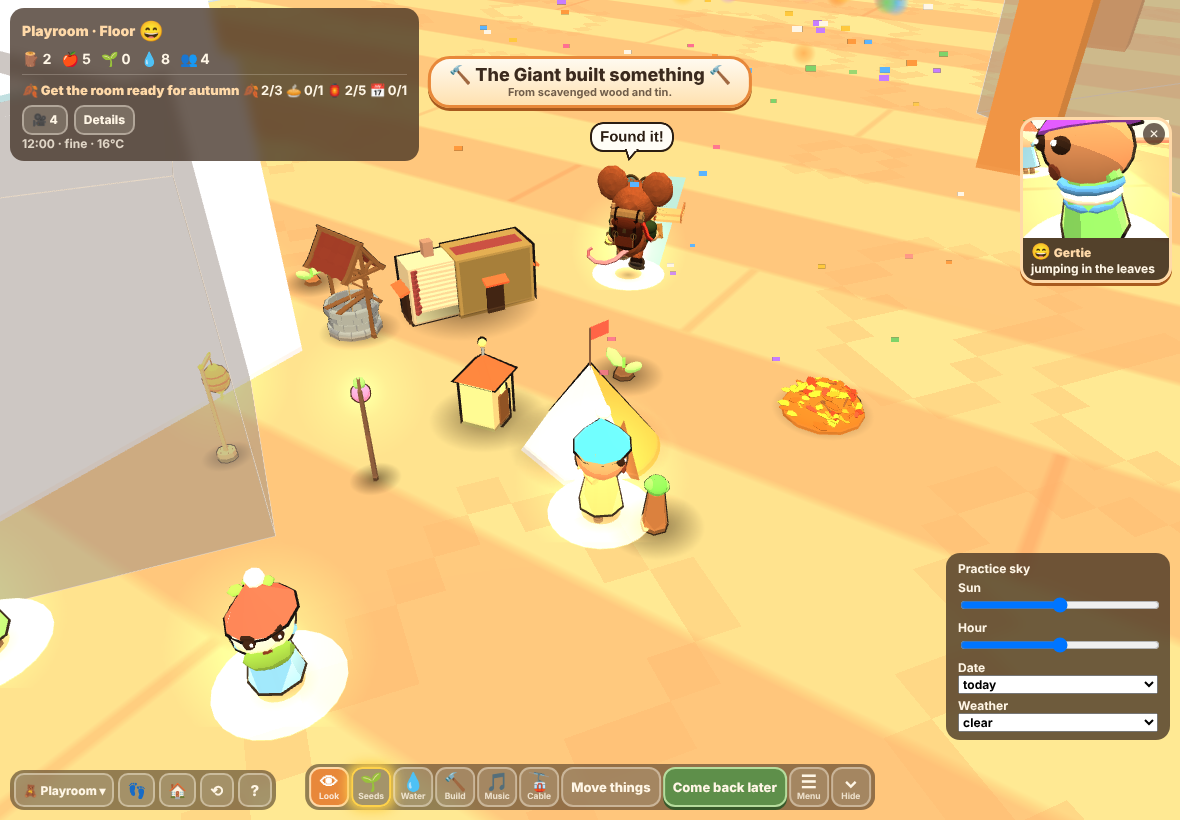 Playroom · Floor
2 5 0 8 4
Get the room ready for autumn 2/3 0/1 2/5 0/1
4 Details
12:00 · fine · 16°C
The Giant built something
From scavenged wood and tin.
Found it!
Gertie
jumping in the leaves
Practice sky
Sun
Hour
Date
today
Weather
clear
Playroom ▾
?
Look
Seeds
Water
Build
Music
Cable
Move things
Come back later
Menu
Hide